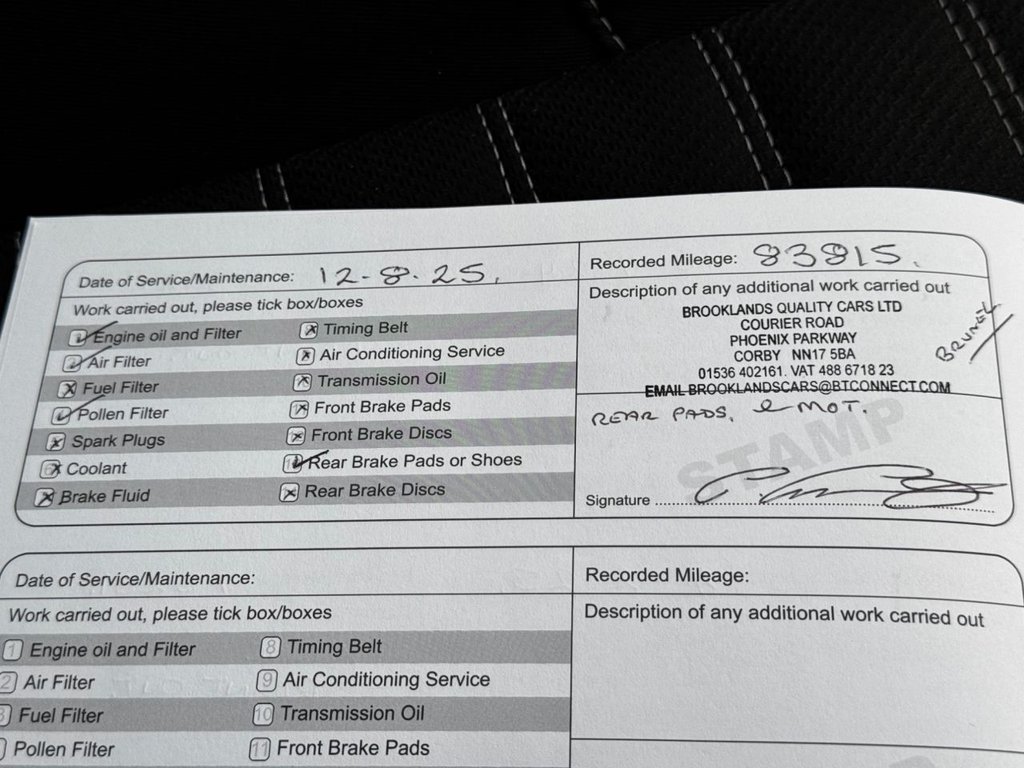 Date of Service/Maintenance: 12-8-25.
Recorded Mileage: 83815.
Work carried out, please tick box/boxes
Engine oil and Filter
Timing Belt
Air Filter
Air Conditioning Service
Fuel Filter
Transmission Oil
Pollen Filter
Front Brake Pads
Spark Plugs
Front Brake Discs
Coolant
Rear Brake Pads or Shoes
Brake Fluid
Rear Brake Discs
Description of any additional work carried out
BROOKLANDS QUALITY CARS LTD
COURIER ROAD
PHOENIX PARKWAY
CORBY NN17 5BA
01536 402161. VAT 488 6718 23
EMAIL BROOKLANDSCARS@BTCONNECT.COM
REAR PADS, & MOT.
STAMP
Signature
Date of Service/Maintenance:
Recorded Mileage:
Work carried out, please tick box/boxes
1 Engine oil and Filter
8 Timing Belt
2 Air Filter
9 Air Conditioning Service
3 Fuel Filter
10 Transmission Oil
Pollen Filter
11 Front Brake Pads
Description of any additional work carried out